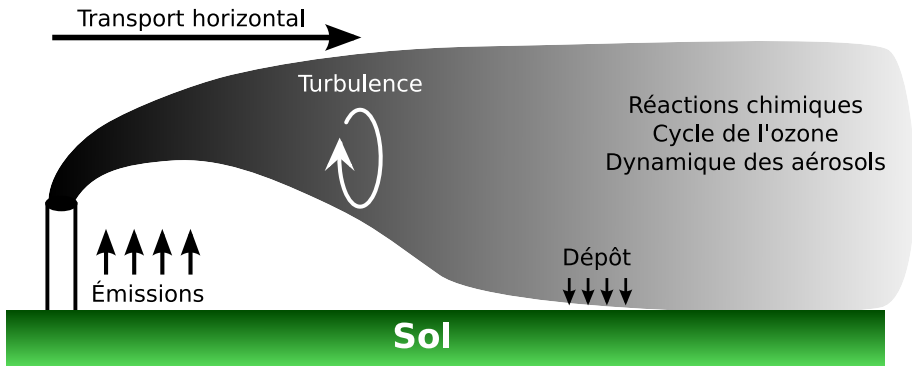 Transport horizontal
Turbulence
Réactions chimiques
Cycle de l'ozone
Dynamique des aérosols
Dépôt
Émissions
Sol